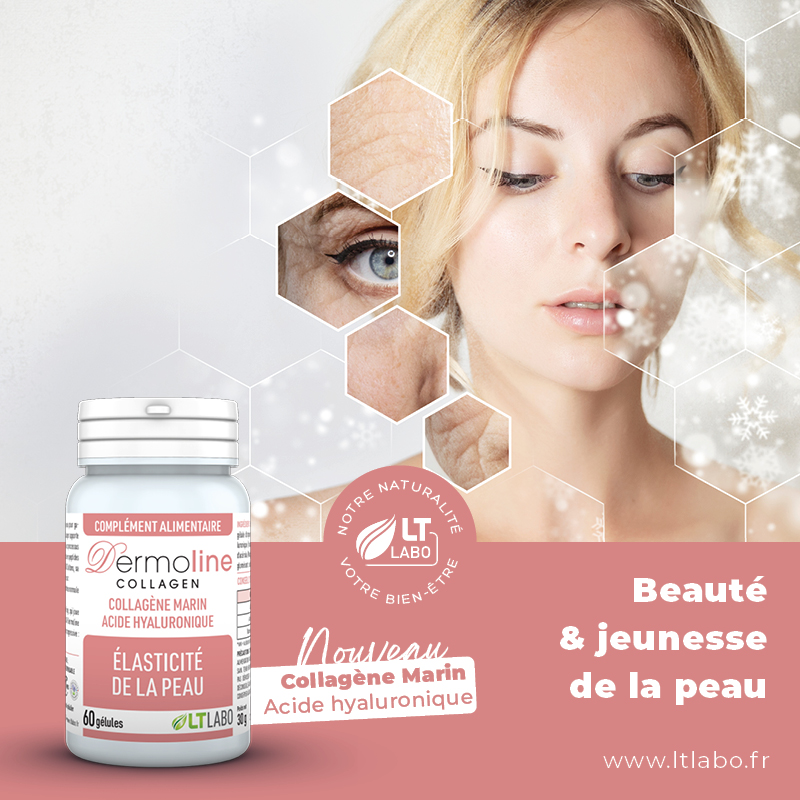 NOTRE NATURALITÉ
LT
LABO
VOTRE BIEN-ÊTRE
COMPLÉMENT ALIMENTAIRE
Dermoline
COLLAGEN
COLLAGÈNE MARIN
ACIDE HYALURONIQUE
ÉLASTICITÉ
DE LA PEAU
60 gélules
LTLABO
30 g
Nouveau
Collagène Marin
Acide hyaluronique
Beauté
& jeunesse
de la peau
www.ltlabo.fr